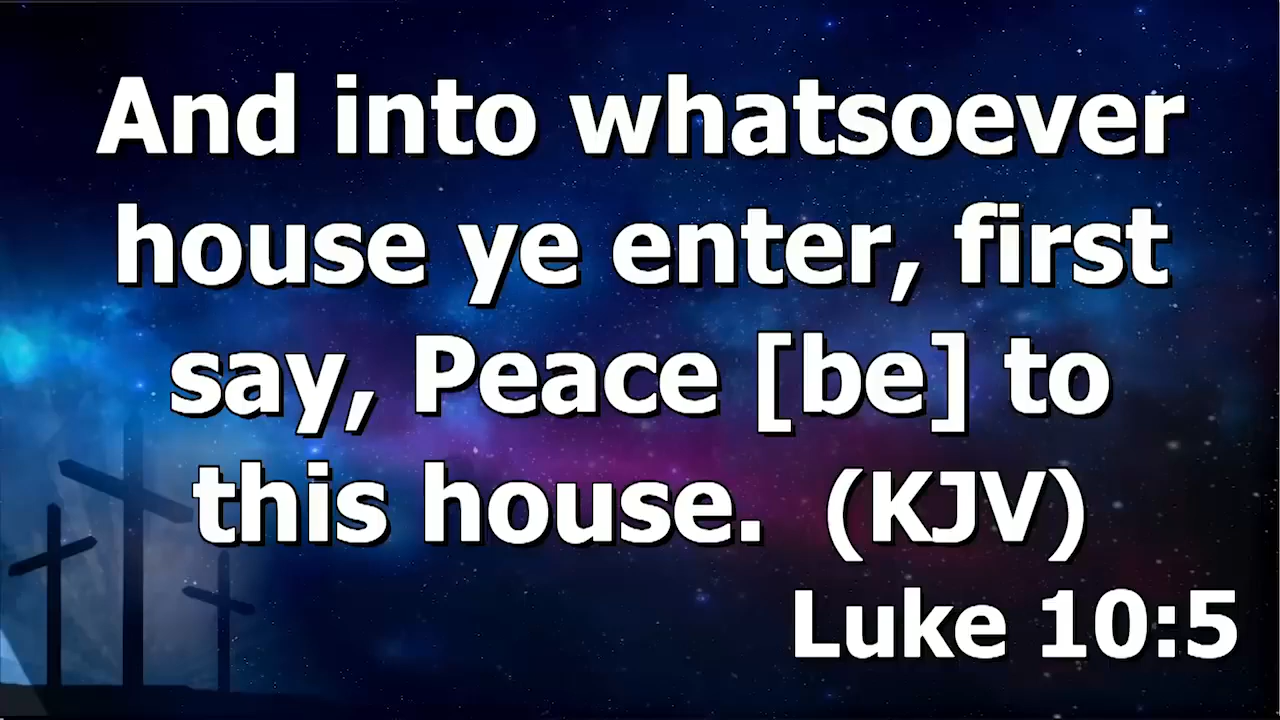 And into whatsoever
house ye enter, first
say, Peace [be] to
this house. (KJV)
Luke 10:5